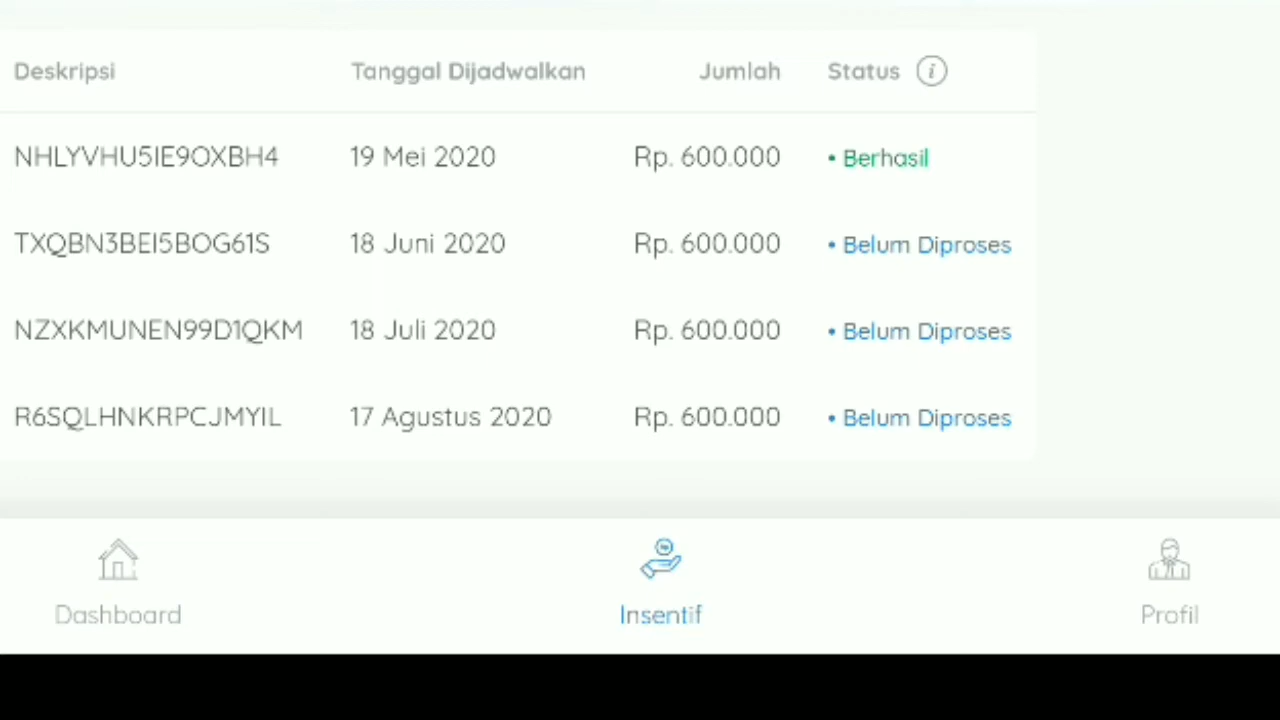 Deskripsi Tanggal Dijadwalkan Jumlah Status i
NHLYVHU5IE9OXBH4 19 Mei 2020 Rp. 600.000 • Berhasil
TXQBN3BEI5BOG61S 18 Juni 2020 Rp. 600.000 • Belum Diproses
NZXKMUNEN99D1QKM 18 Juli 2020 Rp. 600.000 • Belum Diproses
R6SQLHNKRPCJMYIL 17 Agustus 2020 Rp. 600.000 • Belum Diproses
Dashboard Insentif Profil